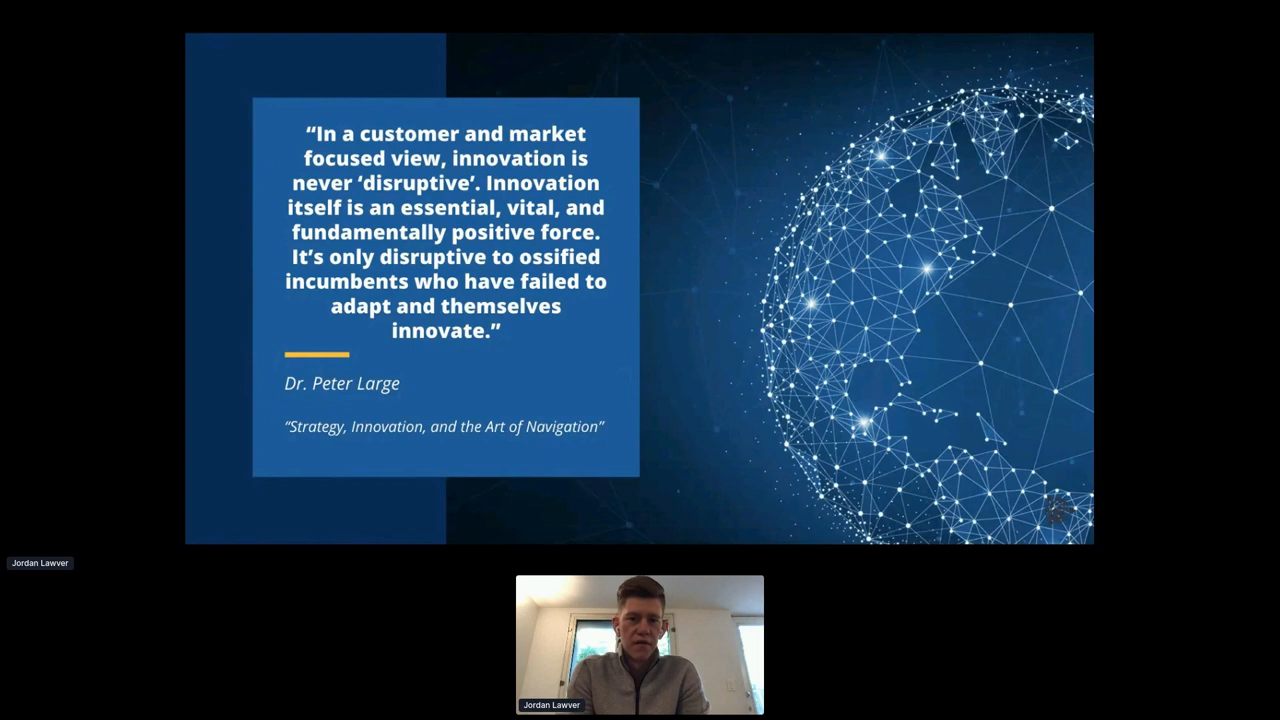 “In a customer and market
focused view, innovation is
never ‘disruptive’. Innovation
itself is an essential, vital, and
fundamentally positive force.
It’s only disruptive to ossified
incumbents who have failed to
adapt and themselves
innovate.”
Dr. Peter Large
“Strategy, Innovation, and the Art of Navigation”
Jordan Lawver
Jordan Lawver